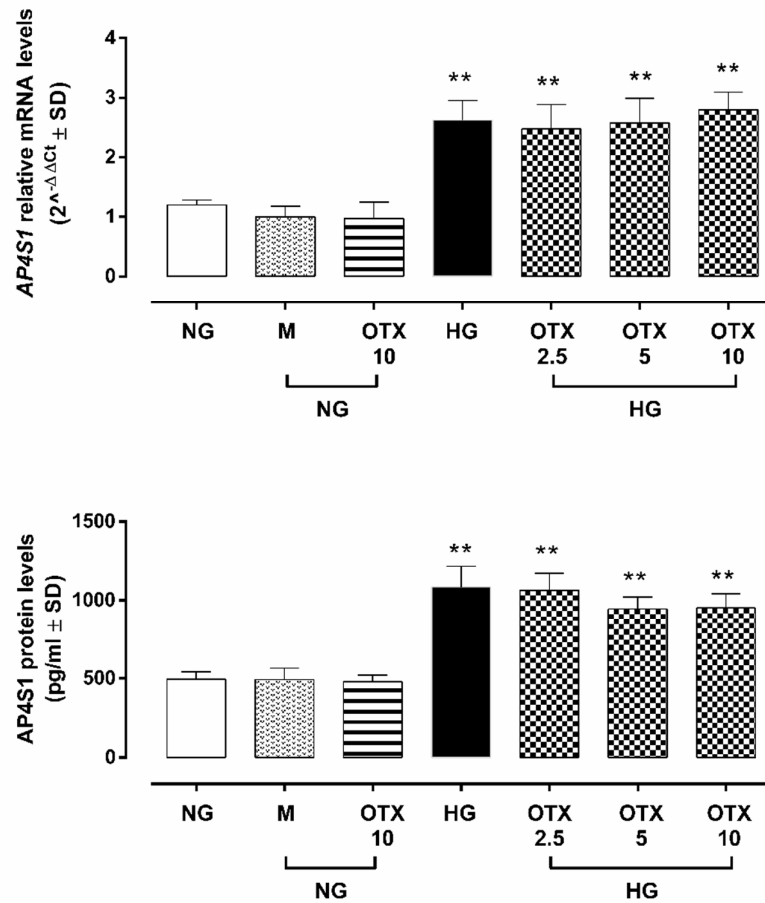 AP4S1 relative mRNA levels
(2^-ΔΔCt ± SD)
4
3
2
1
0
** ** ** **
NG M OTX HG OTX OTX OTX
10 2.5 5 10
NG HG
AP4S1 protein levels
(pg/ml ± SD)
1500
1000
500
0
** ** ** **
NG M OTX HG OTX OTX OTX
10 2.5 5 10
NG HG